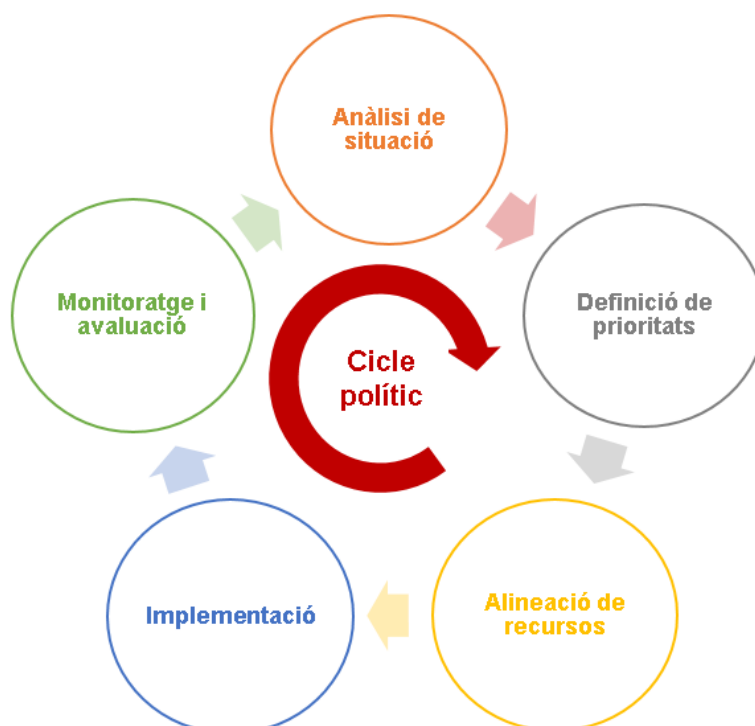 Anàlisi de
situació
Definició de
prioritats
Alineació de
recursos
Implementació
Monitoratge i
avaluació
Cicle
polític